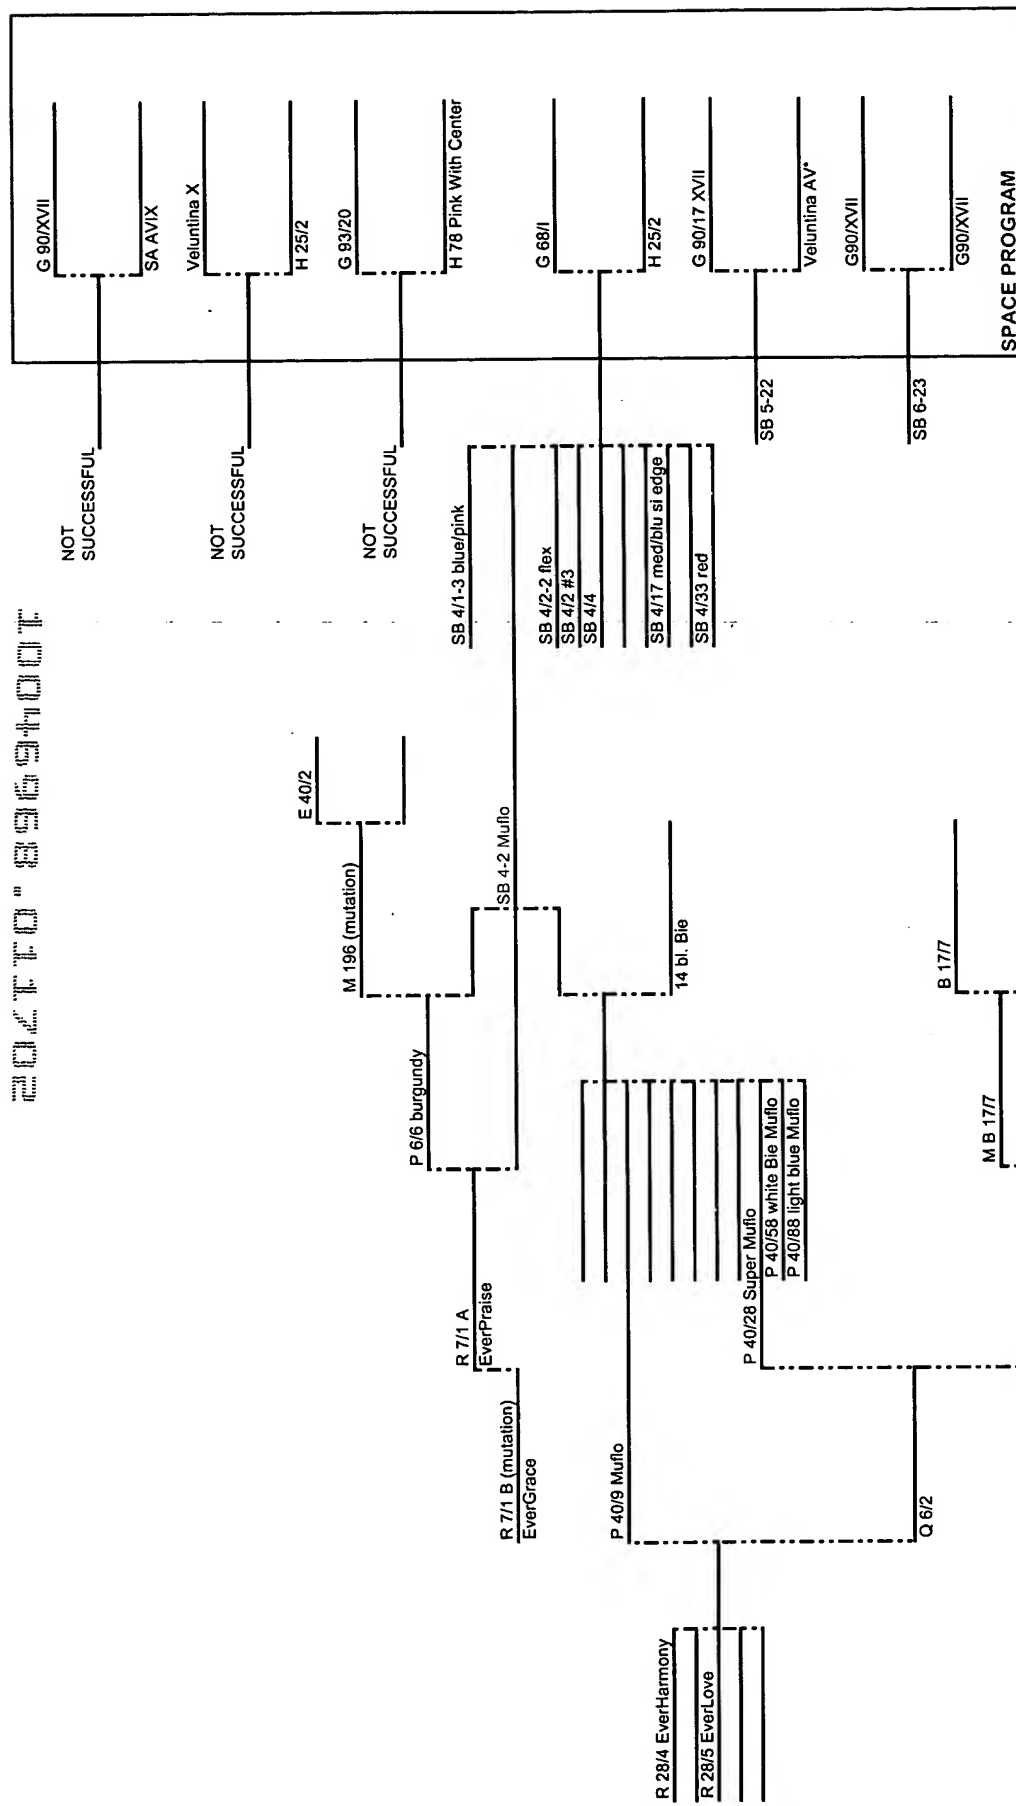 10046968.011702
G 90/XVII
SA AVIX
NOT
SUCCESSFUL
Veluntina X
H 25/2
NOT
SUCCESSFUL
G 93/20
H 78 Pink With Center
NOT
SUCCESSFUL
G 68/I
H 25/2
G 90/17 XVII
Veluntina AV*
SB 5-22
G90/XVII
G90/XVII
SB 6-23
SPACE PROGRAM
SB 4/1-3 blue/pink
SB 4/2-2 flex
SB 4/2 #3
SB 4/4
SB 4/17 med/blu si edge
SB 4/33 red
E 40/2
M 196 (mutation)
SB 4-2 Muflo
14 bl. Bie
P 6/6 burgundy
B 17/7
M B 17/7
R 7/1 A
EverPraise
R 7/1 B (mutation)
EverGrace
P 40/9 Muflo
P 40/28 Super Muflo
P 40/58 white Bie Muflo
P 40/88 light blue Muflo
Q 6/2
R 28/4 EverHarmony
R 28/5 EverLove